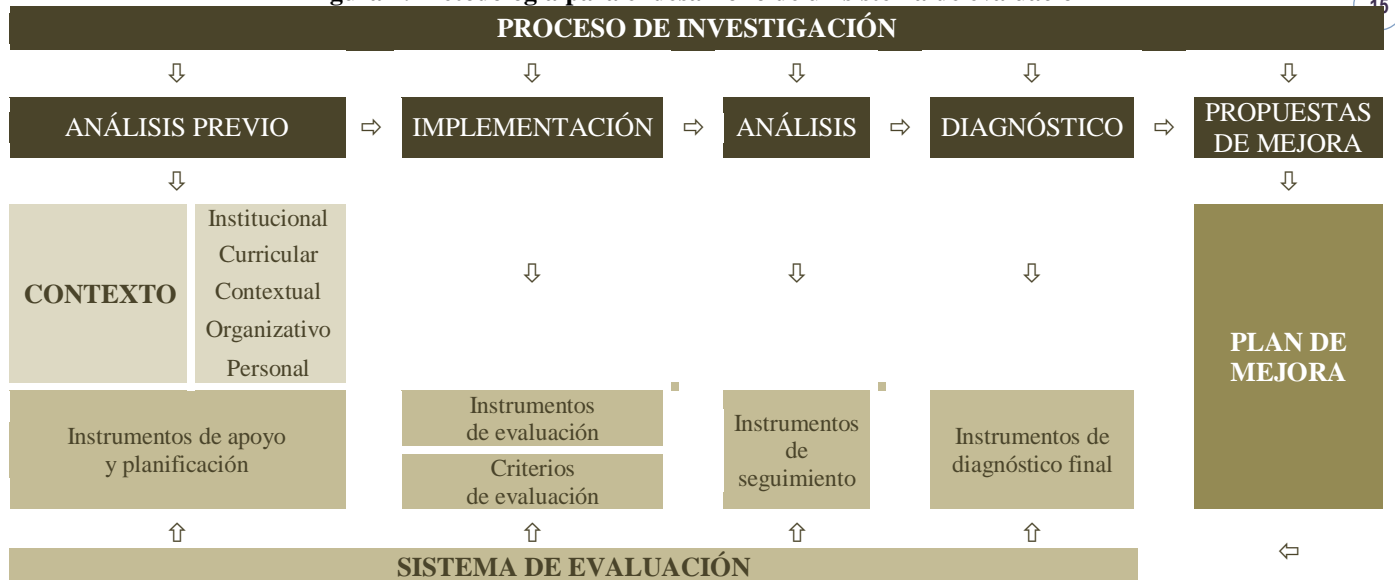 PROCESO DE INVESTIGACIÓN
ANÁLISIS PREVIO ⇨ IMPLEMENTACIÓN ⇨ ANÁLISIS ⇨ DIAGNÓSTICO ⇨ PROPUESTAS
DE MEJORA
CONTEXTO
Institucional
Curricular
Contextual
Organizativo
Personal
Instrumentos de apoyo
y planificación
Instrumentos
de evaluación
Criterios
de evaluación
Instrumentos
de
seguimiento
Instrumentos de
diagnóstico final
PLAN DE
MEJORA
SISTEMA DE EVALUACIÓN